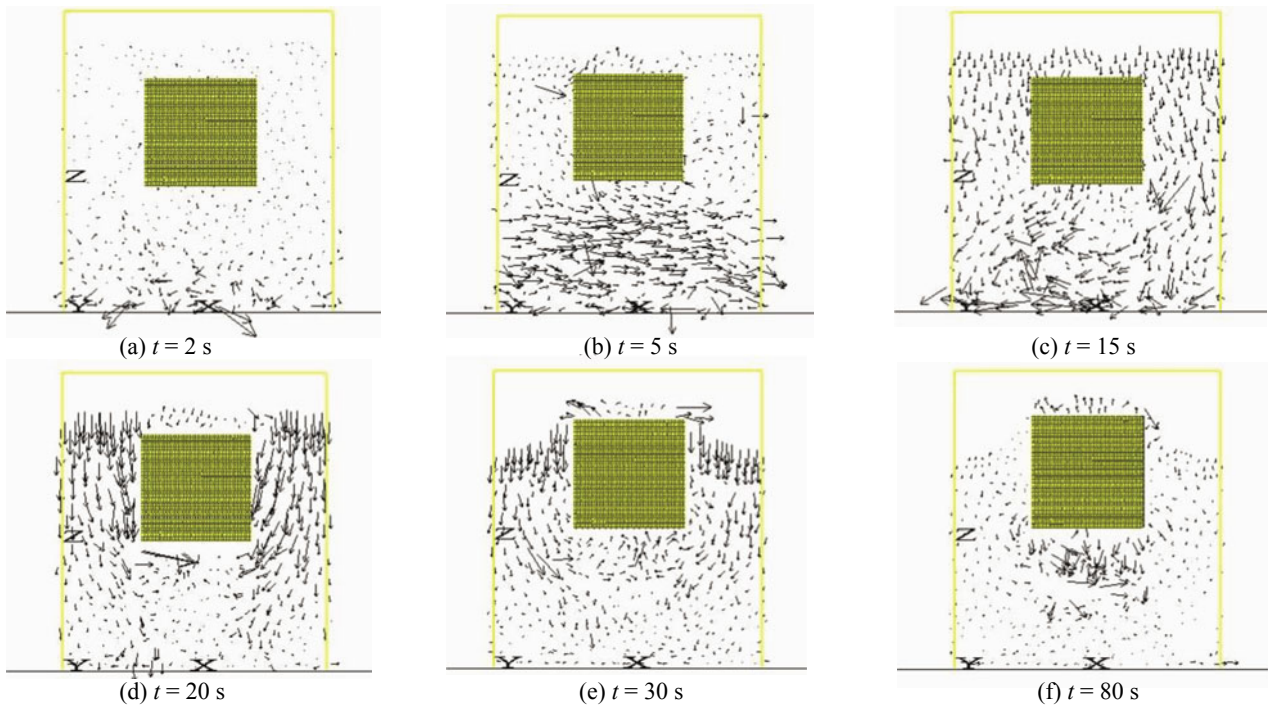 Z
Y X
Z
Y X
Z
Y X
(a) t = 2 s
(b) t = 5 s
(c) t = 15 s
Z
Y X
Z
Y X
Z
Y X
(d) t = 20 s
(e) t = 30 s
(f) t = 80 s